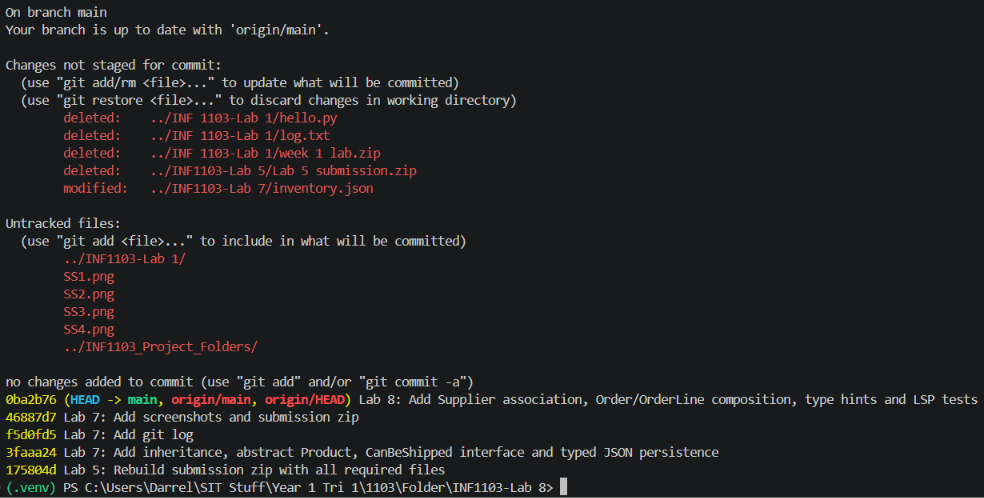 On branch main
Your branch is up to date with 'origin/main'.

Changes not staged for commit:
  (use "git add/rm <file>..." to update what will be committed)
  (use "git restore <file>..." to discard changes in working directory)
        deleted:    ../INF 1103-Lab 1/hello.py
        deleted:    ../INF 1103-Lab 1/log.txt
        deleted:    ../INF 1103-Lab 1/week 1 lab.zip
        deleted:    ../INF1103-Lab 5/Lab 5 submission.zip
        modified:   ../INF1103-Lab 7/inventory.json

Untracked files:
  (use "git add <file>..." to include in what will be committed)
        ../INF1103-Lab 1/
        SS1.png
        SS2.png
        SS3.png
        SS4.png
        ../INF1103_Project_Folders/

no changes added to commit (use "git add" and/or "git commit -a")
0ba2b76 (HEAD -> main, origin/main, origin/HEAD) Lab 8: Add Supplier association, Order/OrderLine composition, type hints and LSP tests
46887d7 Lab 7: Add screenshots and submission zip
f5d0fd5 Lab 7: Add git log
3faaa24 Lab 7: Add inheritance, abstract Product, CanBeShipped interface and typed JSON persistence
175804d Lab 5: Rebuild submission zip with all required files
(.venv) PS C:\Users\Darrel\SIT Stuff\Year 1 Tri 1\1103\Folder\INF1103-Lab 8>